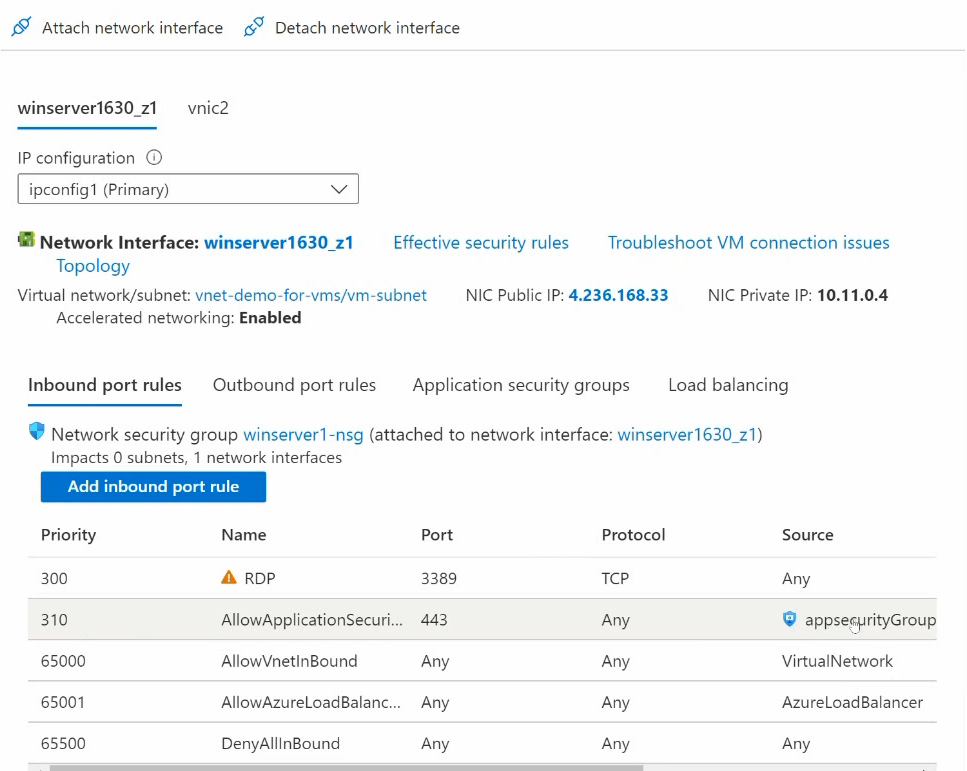 Attach network interface Detach network interface
winserver1630_z1 vnic2
IP configuration
ipconfig1 (Primary)
Network Interface: winserver1630_z1 Effective security rules Troubleshoot VM connection issues
Topology
Virtual network/subnet: vnet-demo-for-vms/vm-subnet NIC Public IP: 4.236.168.33 NIC Private IP: 10.11.0.4
Accelerated networking: Enabled
Inbound port rules Outbound port rules Application security groups Load balancing
Network security group winserver1-nsg (attached to network interface: winserver1630_z1)
Impacts 0 subnets, 1 network interfaces
Add inbound port rule
Priority Name Port Protocol Source
300 RDP 3389 TCP Any
310 AllowApplicationSecuri... 443 Any appsecurityGroup
65000 AllowVnetInBound Any Any VirtualNetwork
65001 AllowAzureLoadBalanc... Any Any AzureLoadBalancer
65500 DenyAllInBound Any Any Any